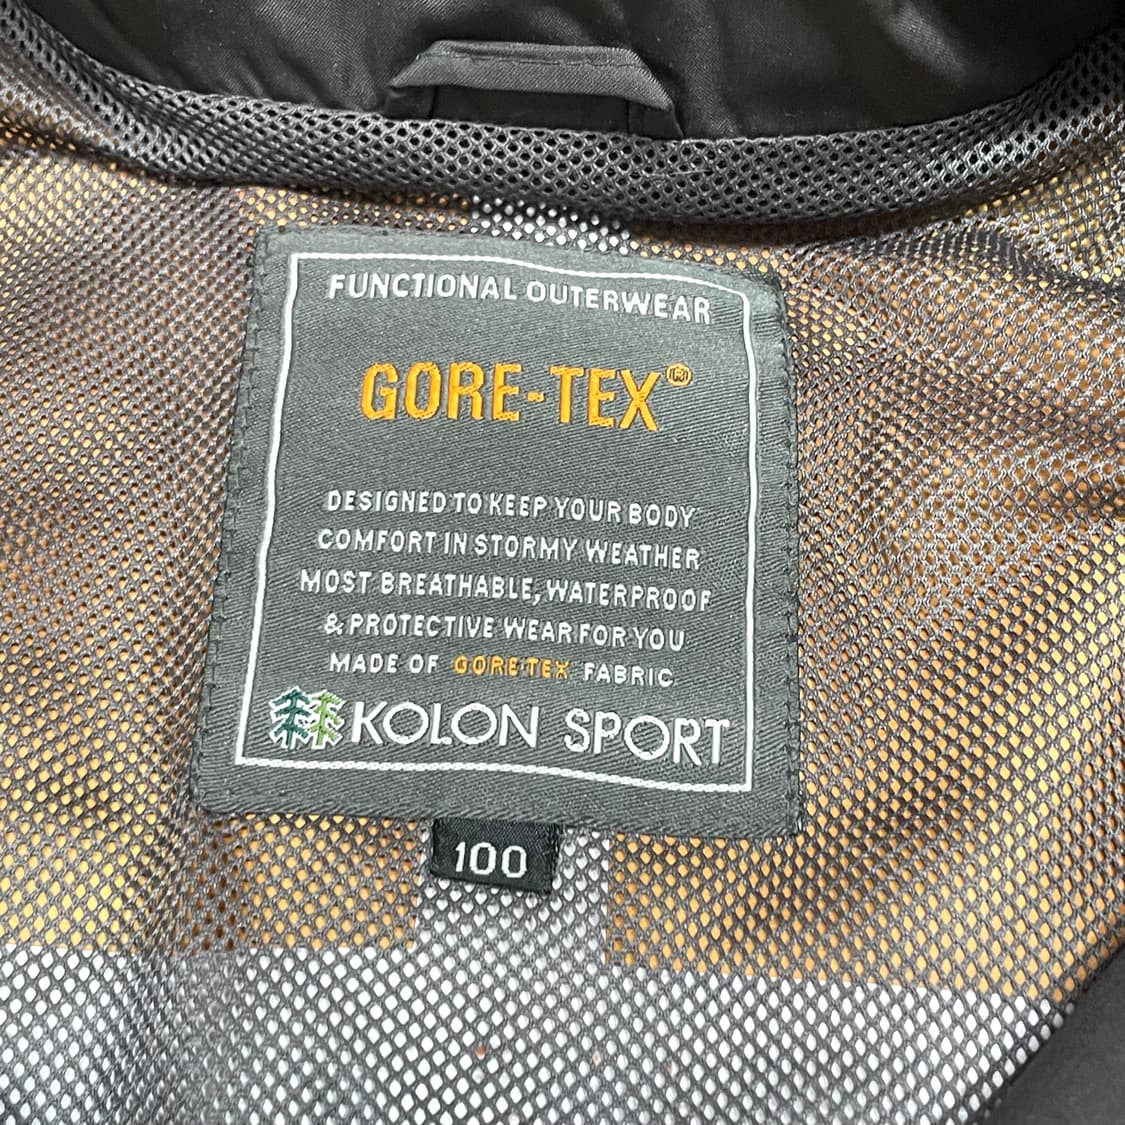 FUNCTIONAL OUTERWEAR
GORE-TEX®
DESIGNED TO KEEP YOUR BODY
COMFORT IN STORMY WEATHER
MOST BREATHABLE, WATERPROOF
& PROTECTIVE WEAR FOR YOU
MADE OF GORE-TEX FABRIC
KOLON SPORT
100